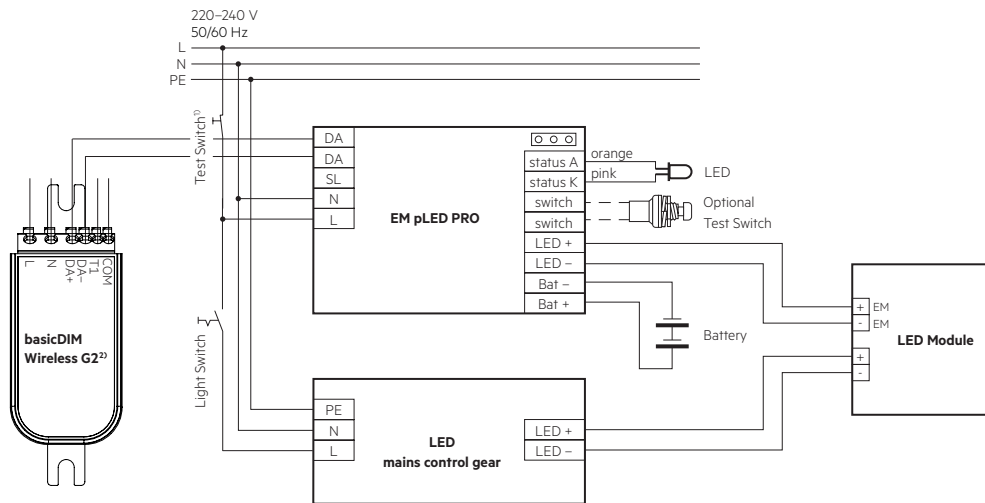 220–240 V
50/60 Hz
L
N
PE
Test Switch¹⁾
DA
DA
SL
N
L
EM pLED PRO
status A
status K
switch
switch
LED +
LED –
Bat –
Bat +
orange
pink
LED
Optional
Test Switch
Battery
L
N
DA+
DA-
T1
COM
basicDIM
Wireless G2²⁾
Light Switch
+ EM
- EM
+
-
LED Module
PE
N
L
LED
mains control gear
LED +
LED –